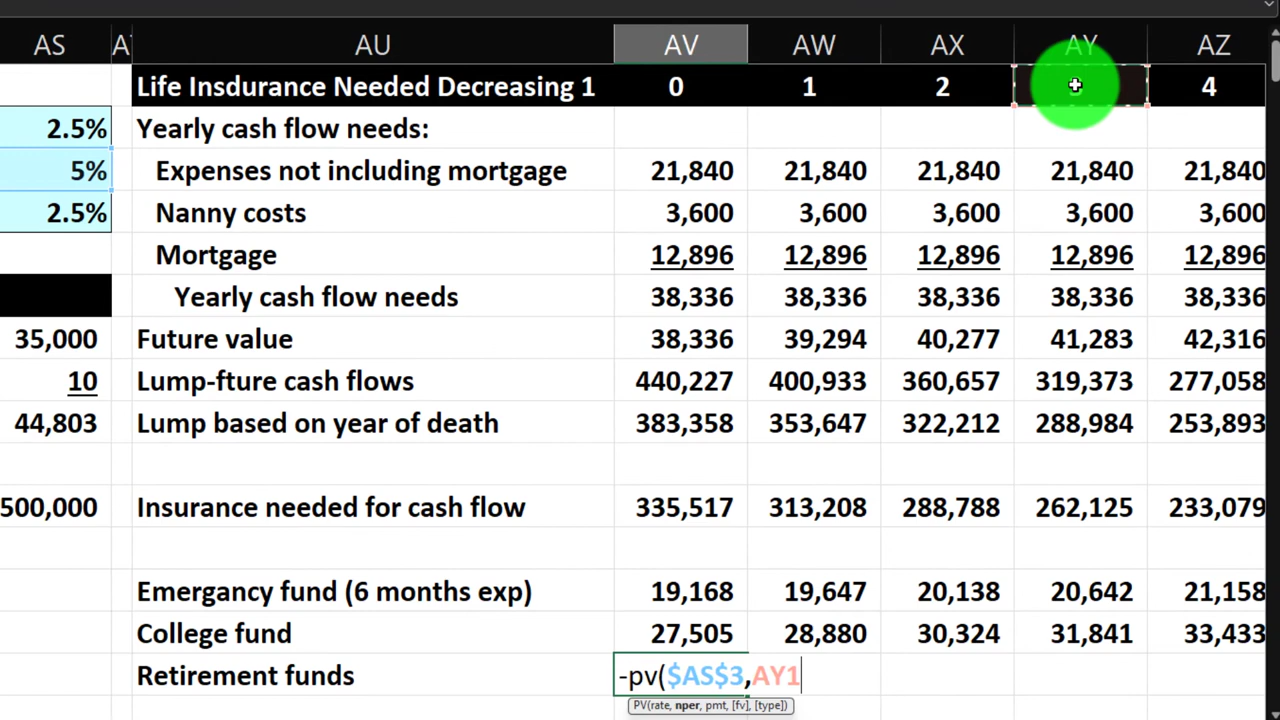 AS AU AV AW AX AY AZ
Life Insdurance Needed Decreasing 1 0 1 2 4
2.5% Yearly cash flow needs:
5% Expenses not including mortgage 21,840 21,840 21,840 21,840 21,840
2.5% Nanny costs 3,600 3,600 3,600 3,600 3,600
Mortgage 12,896 12,896 12,896 12,896 12,896
Yearly cash flow needs 38,336 38,336 38,336 38,336 38,336
35,000 Future value 38,336 39,294 40,277 41,283 42,316
10 Lump-fture cash flows 440,227 400,933 360,657 319,373 277,058
44,803 Lump based on year of death 383,358 353,647 322,212 288,984 253,893
500,000 Insurance needed for cash flow 335,517 313,208 288,788 262,125 233,079
Emergancy fund (6 months exp) 19,168 19,647 20,138 20,642 21,158
College fund 27,505 28,880 30,324 31,841 33,433
Retirement funds -pv($AS$3,AY1
PV(rate, nper, pmt, [fv], [type])